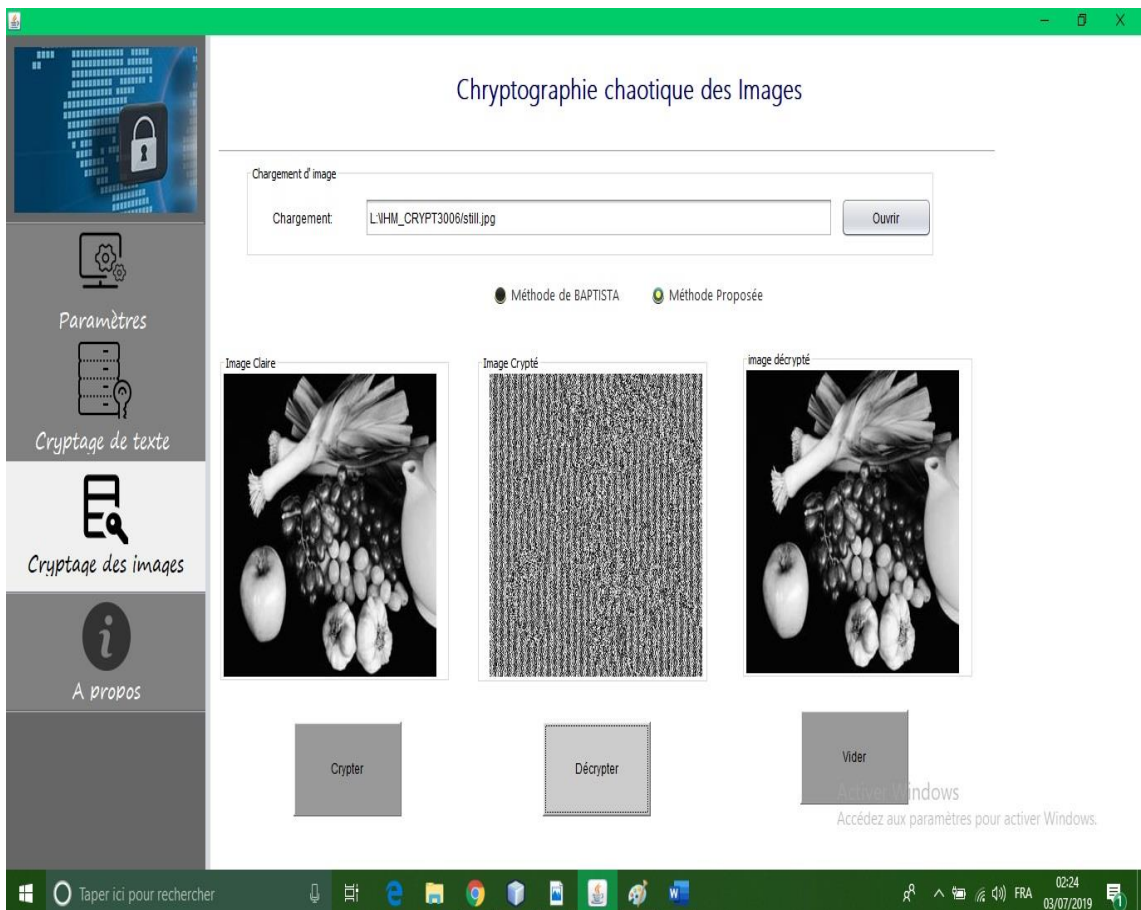 Chryptographie chaotique des Images
Chargement d'image
Chargement:
L:\IHM_CRYPT3006/still.jpg
Ouvrir
Méthode de BAPTISTA
Méthode Proposée
Paramètres
Cryptage de texte
Cryptage des images
A propos
Image Claire
Image Crypté
image décrypté
Crypter
Décrypter
Vider
Activer Windows
Accédez aux paramètres pour activer Windows.
Taper ici pour rechercher
FRA
02:24
03/07/2019